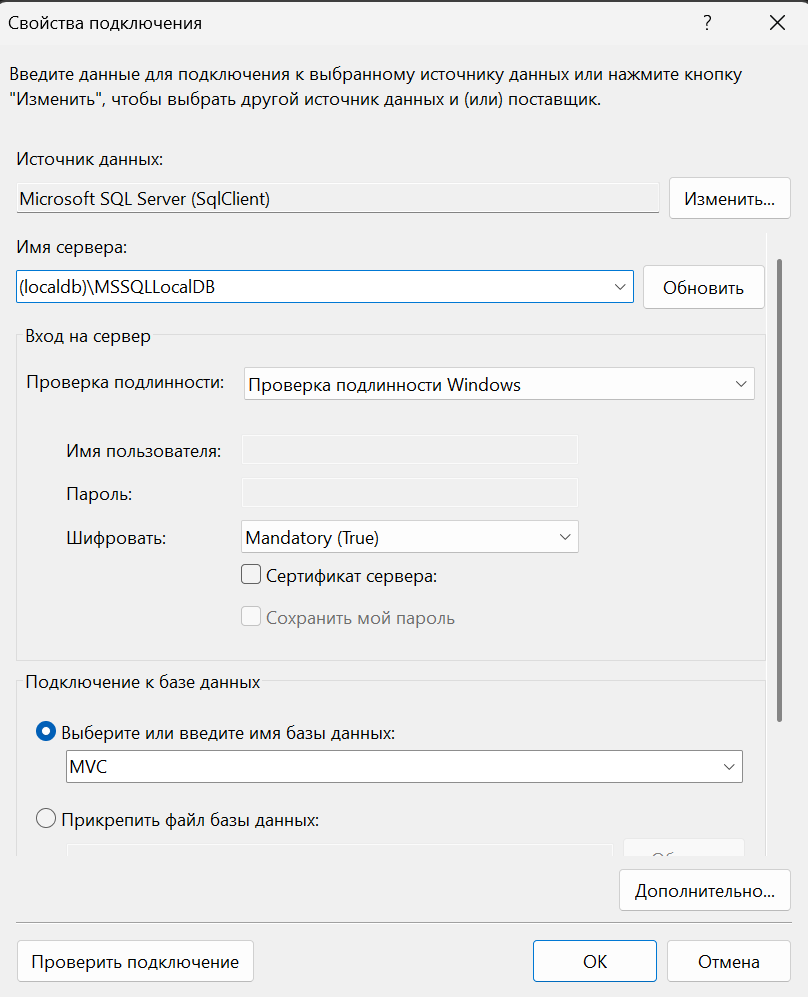 Свойства подключения
?
Введите данные для подключения к выбранному источнику данных или нажмите кнопку
"Изменить", чтобы выбрать другой источник данных и (или) поставщик.
Источник данных:
Microsoft SQL Server (SqlClient)
Изменить...
Имя сервера:
(localdb)\MSSQLLocalDB
Обновить
Вход на сервер
Проверка подлинности:
Проверка подлинности Windows
Имя пользователя:
Пароль:
Шифровать:
Mandatory (True)
Сертификат сервера:
Сохранить мой пароль
Подключение к базе данных
Выберите или введите имя базы данных:
MVC
Прикрепить файл базы данных:
Дополнительно...
Проверить подключение
ОК
Отмена